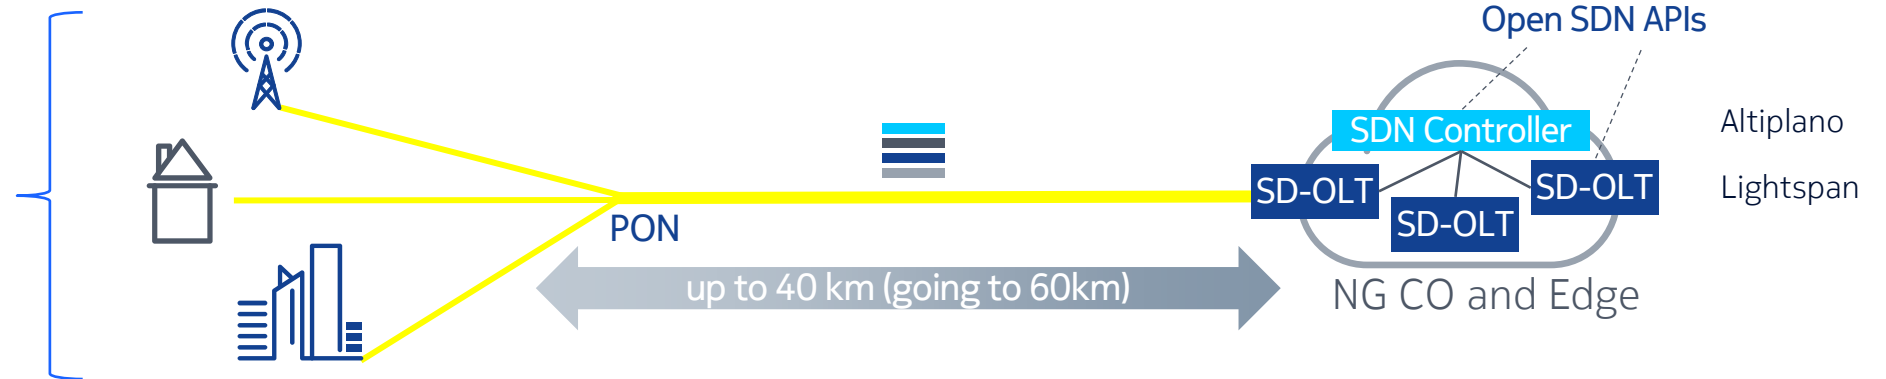 Open SDN APIs
SDN Controller
Altiplano
SD-OLT
SD-OLT
SD-OLT
Lightspan
PON
up to 40 km (going to 60km)
NG CO and Edge